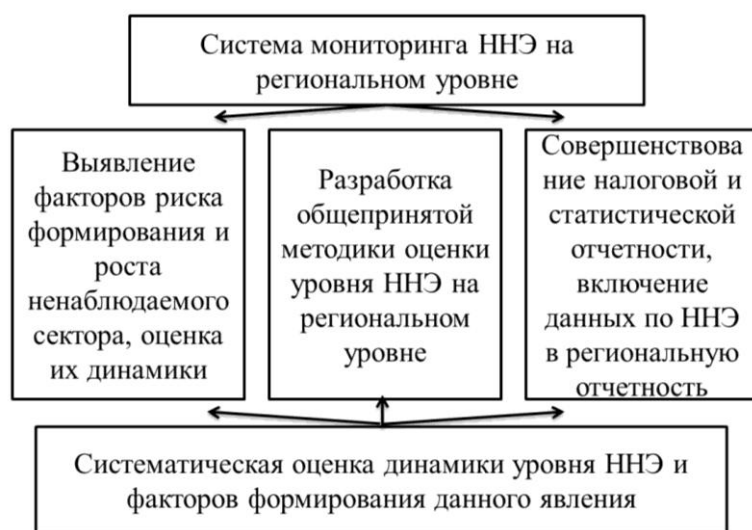 Система мониторинга ННЭ на
региональном уровне
Выявление
факторов риска
формирования и
роста
ненаблюдаемого
сектора, оценка
их динамики
Разработка
общепринятой
методики оценки
уровня ННЭ на
региональном
уровне
Совершенствова
ние налоговой и
статистической
отчетности,
включение
данных по ННЭ
в региональную
отчетность
Систематическая оценка динамики уровня ННЭ и
факторов формирования данного явления